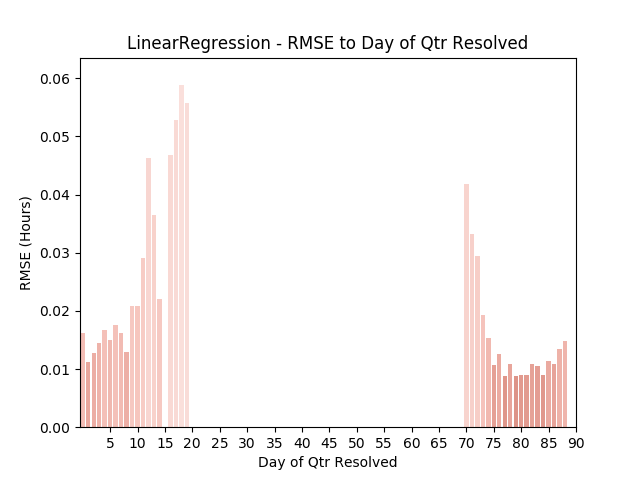 LinearRegression - RMSE to Day of Qtr Resolved
0.06
0.05
0.04
0.03
0.02
0.01
0.00
RMSE (Hours)
5 10 15 20 25 30 35 40 45 50 55 60 65 70 75 80 85 90
Day of Qtr Resolved